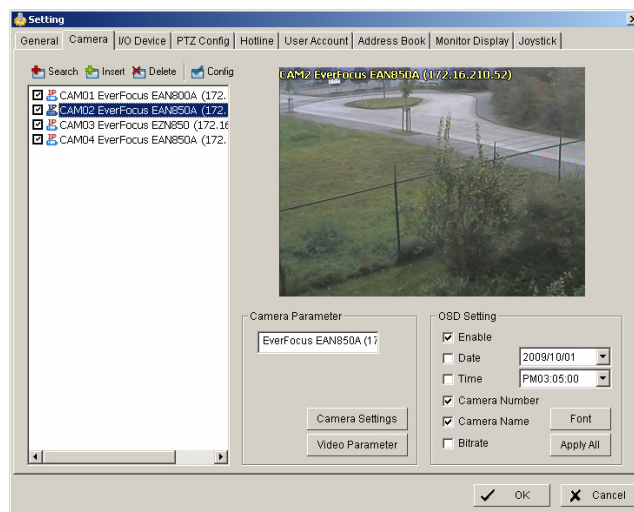 Setting
General Camera I/O Device PTZ Config Hotline User Account Address Book Monitor Display Joystick
Search Insert Delete Config
CAM01 EverFocus EAN800A (172.
CAM02 EverFocus EAN850A (172.
CAM03 EverFocus EZN850 (172.16
CAM04 EverFocus EAN850A (172.
CAM2 EverFocus EAN850A (172.16.210.52)
Camera Parameter
EverFocus EAN850A (17
Camera Settings
Video Parameter
OSD Setting
Enable
Date 2009/10/01
Time PM03:05:00
Camera Number
Camera Name Font
Bitrate Apply All
OK Cancel